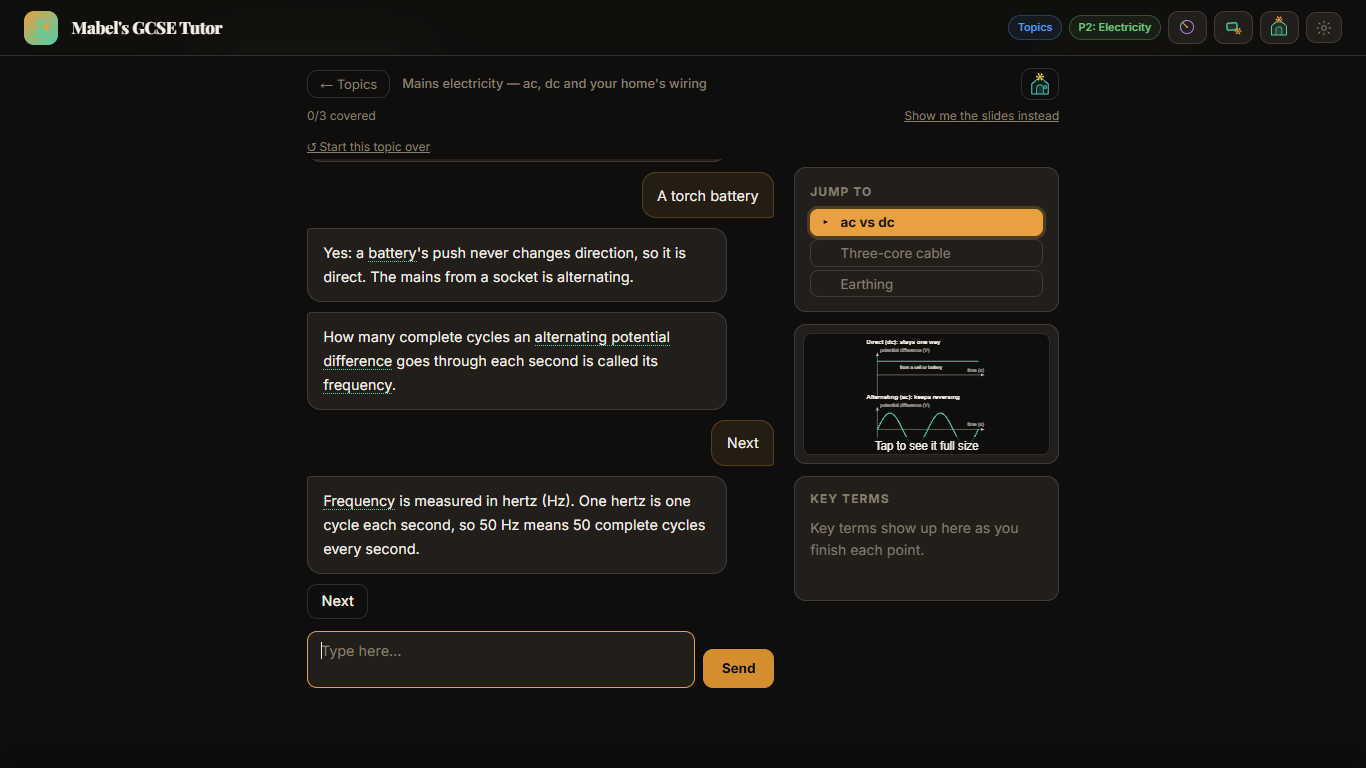 Mabel's GCSE Tutor
Topics
P2: Electricity
← Topics
Mains electricity — ac, dc and your home's wiring
0/3 covered
Show me the slides instead
↺ Start this topic over
A torch battery
Yes: a battery's push never changes direction, so it is
direct. The mains from a socket is alternating.
How many complete cycles an alternating potential
difference goes through each second is called its
frequency.
Next
Frequency is measured in hertz (Hz). One hertz is one
cycle each second, so 50 Hz means 50 complete cycles
every second.
Next
Type here...
Send
JUMP TO
‣ ac vs dc
Three-core cable
Earthing
Direct (dc): stays one way
potential difference (V)
from a cell or battery
time (s)
Alternating (ac): keeps reversing
potential difference (V)
time (s)
Tap to see it full size
KEY TERMS
Key terms show up here as you
finish each point.